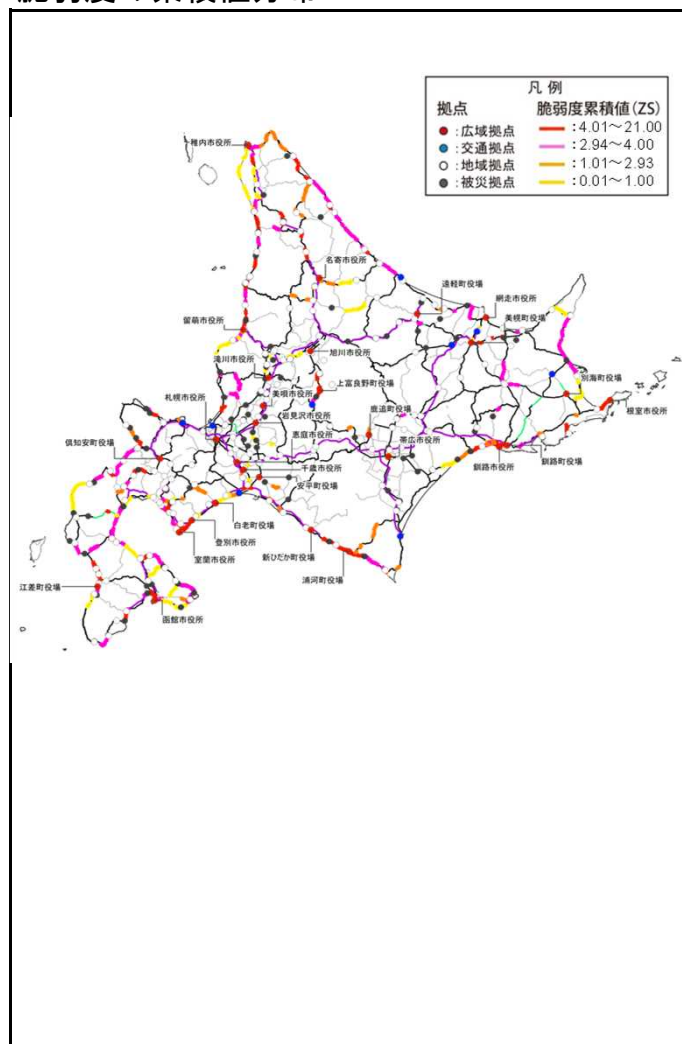 凡例
拠点
脆弱度累積値(ZS)
:広域拠点
:4.01～21.00
:交通拠点
:2.94～4.00
:地域拠点
:1.01～2.93
:被災拠点
:0.01～1.00
稚内市役所
名寄市役所
遠軽町役場
網走市役所
美幌町役場
留萌市役所
滝川市役所
旭川市役所
別海町役場
札幌市役所
美唄市役所
上富良野町役場
根室市役所
岩見沢市役所
鹿追町役場
倶知安町役場
恵庭市役所
帯広市役所
千歳市役所
釧路市役所
釧路町役場
安平町役場
白老町役場
登別市役所
室蘭市役所
新ひだか町役場
浦河町役場
江差町役場
函館市役所